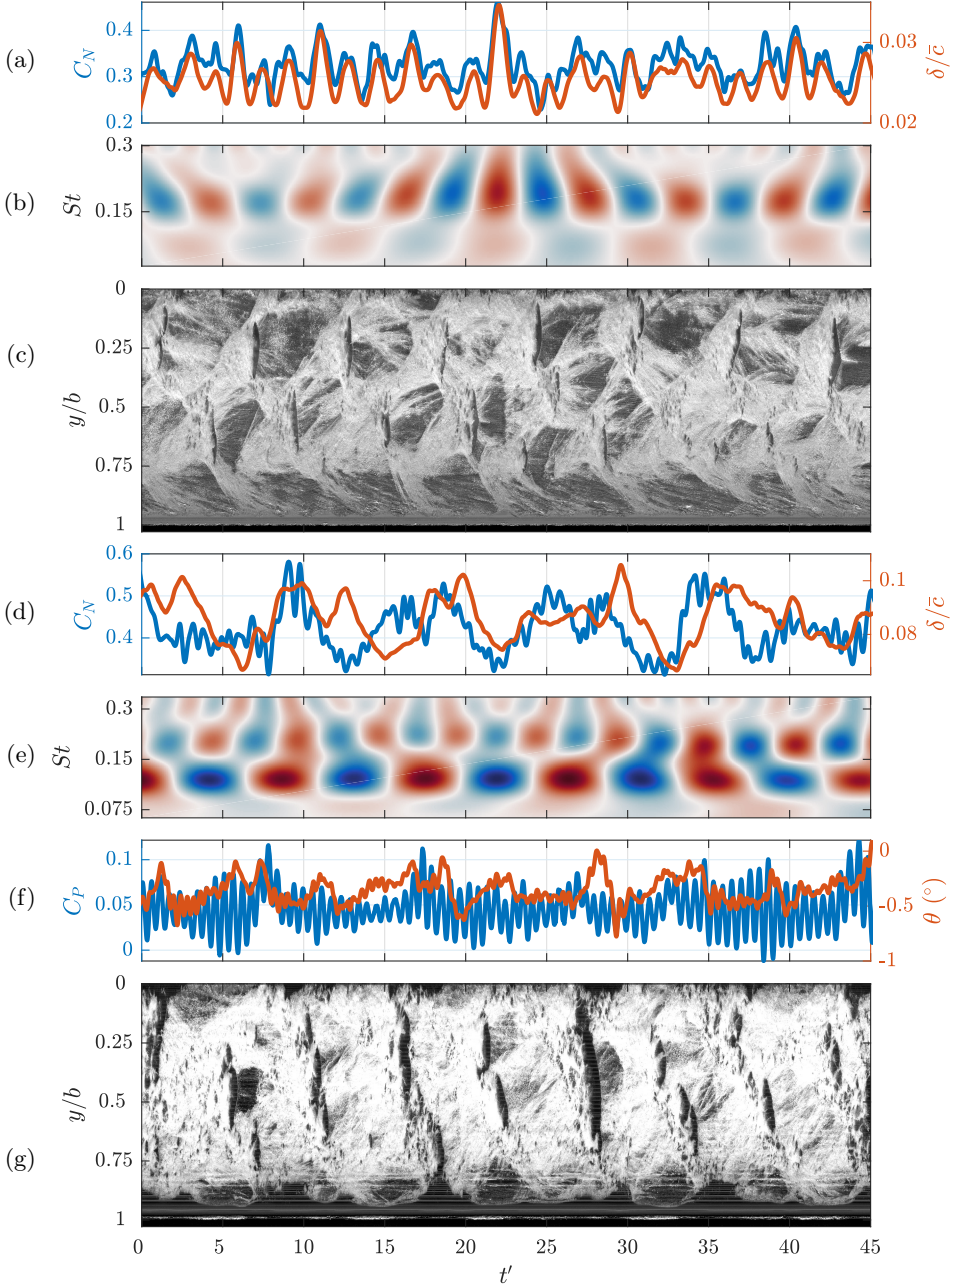 (a)
C_N
0.4
0.3
0.2
0.03
0.02
δ/c̄
(b)
St
0.3
0.15
(c)
y/b
0
0.25
0.5
0.75
1
(d)
C_N
0.6
0.5
0.4
0.1
0.08
δ/c̄
(e)
St
0.3
0.15
0.075
(f)
C_P
0.1
0.05
0
0
-0.5
-1
θ (°)
(g)
y/b
0
0.25
0.5
0.75
1
0 5 10 15 20 25 30 35 40 45
t′